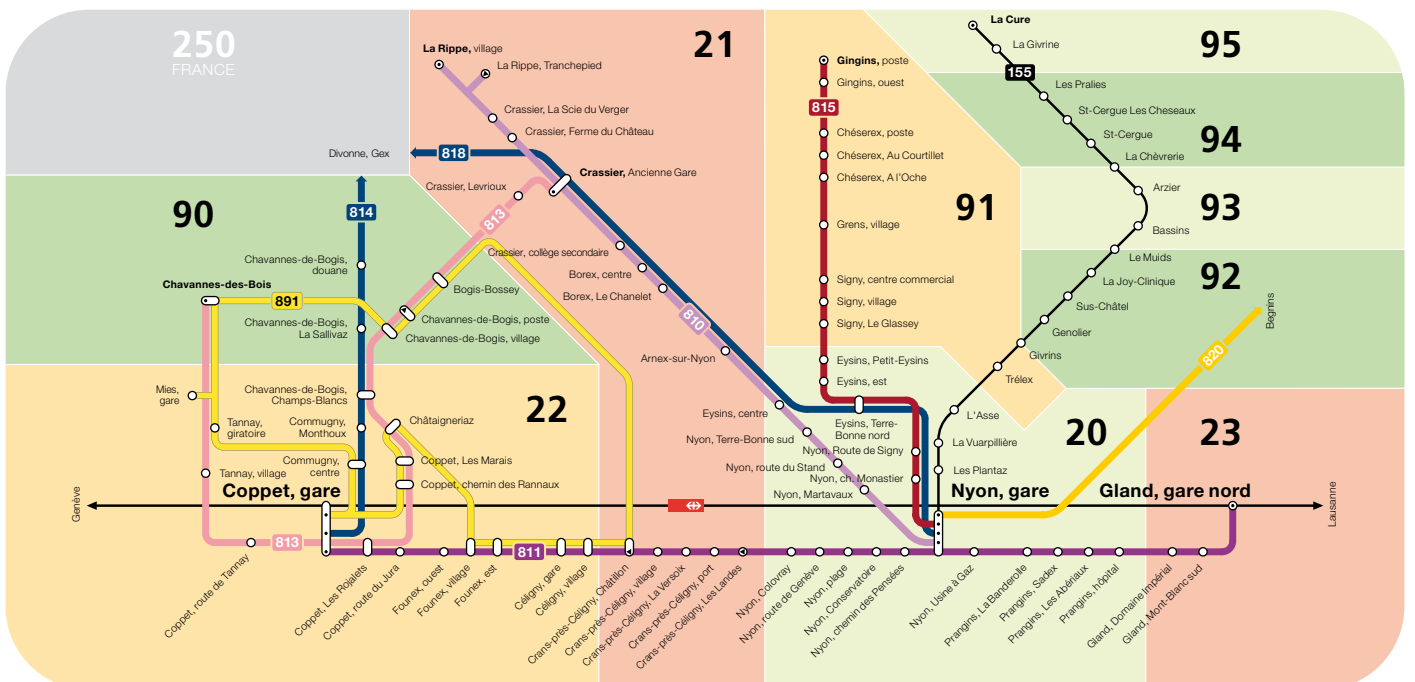 250
FRANCE
21
95
94
93
92
91
90
22
20
23
La Rippe, village
La Rippe, Tranchepied
Crassier, La Scie du Verger
Crassier, Ferme du Château
Divonne, Gex
818
Crassier, Ancienne Gare
Crassier, Levrioux
813
Crassier, collège secondaire
Borex, centre
Borex, Le Chanelet
810
Arnex-sur-Nyon
Eysins, centre
Nyon, Terre-Bonne sud
Nyon, route du Stand
Nyon, Martavaux
Gingins, poste
Gingins, ouest
815
Chéserex, poste
Chéserex, Au Courtillet
Chéserex, A l'Oche
Grens, village
Signy, centre commercial
Signy, village
Signy, Le Glassey
Eysins, Petit-Eysins
Eysins, est
Eysins, Terre-
Bonne nord
Nyon, Route de Signy
Nyon, ch. Monastier
La Cure
La Givrine
155
Les Pralies
St-Cergue Les Cheseaux
St-Cergue
La Chèvrerie
Arzier
Bassins
Le Muids
La Joy-Clinique
Sus-Châtel
Genolier
Givrins
Trélex
L'Asse
La Vuarpillière
Les Plantaz
Begnins
820
814
Chavannes-de-Bogis,
douane
Chavannes-des-Bois
891
Chavannes-de-Bogis,
La Sallivaz
Bogis-Bossey
Chavannes-de-Bogis, poste
Chavannes-de-Bogis, village
Mies,
gare
Chavannes-de-Bogis,
Champs-Blancs
Tannay,
giratoire
Commugny,
Monthoux
Châtaigneriaz
Commugny,
centre
Tannay, village
Coppet, Les Marais
Coppet, chemin des Rannaux
Genève
Coppet, gare
Nyon, gare
Gland, gare nord
Lausanne
813
811
Coppet, route de Tannay
Coppet, Les Rojalets
Coppet, route du Jura
Founex, ouest
Founex, village
Founex, est
Céligny, gare
Céligny, village
Crans-près-Céligny, Châtillon
Crans-près-Céligny, village
Crans-près-Céligny, La Versoix
Crans-près-Céligny, port
Crans-près-Céligny, Les Landes
Nyon, Colovray
Nyon, route de Genève
Nyon, plage
Nyon, Conservatoire
Nyon, chemin des Pensées
Nyon, Usine à Gaz
Prangins, La Banderolle
Prangins, Sadex
Prangins, Les Abériaux
Prangins, hôpital
Gland, Domaine Impérial
Gland, Mont-Blanc sud